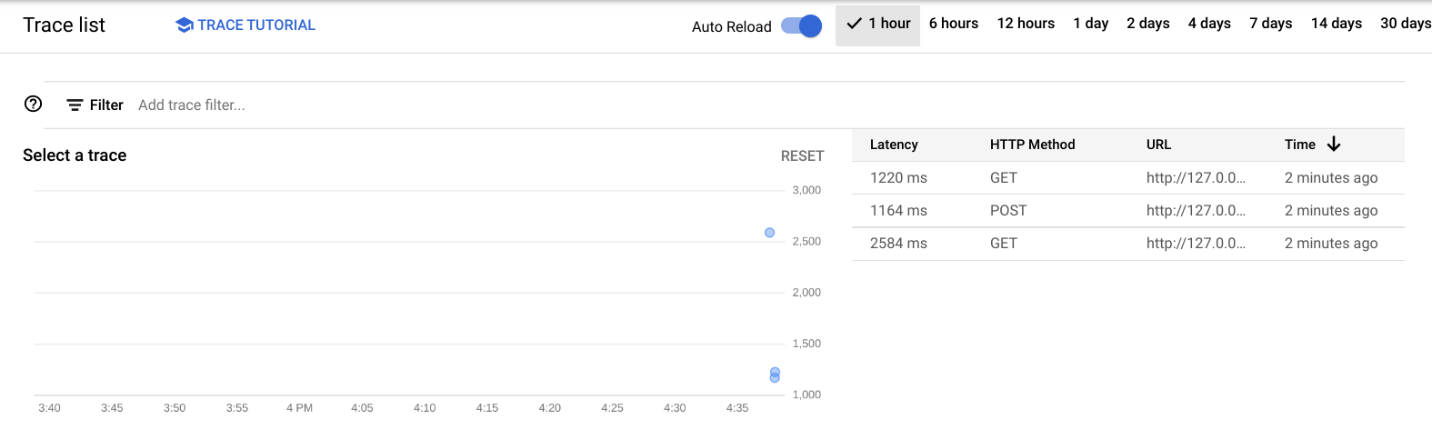 Trace list TRACE TUTORIAL Auto Reload 1 hour 6 hours 12 hours 1 day 2 days 4 days 7 days 14 days 30 days
Filter Add trace filter...
Select a trace RESET
3,000
2,500
2,000
1,500
1,000
3:40 3:45 3:50 3:55 4 PM 4:05 4:10 4:15 4:20 4:25 4:30 4:35
Latency HTTP Method URL Time
1220 ms GET http://127.0.0... 2 minutes ago
1164 ms POST http://127.0.0... 2 minutes ago
2584 ms GET http://127.0.0... 2 minutes ago